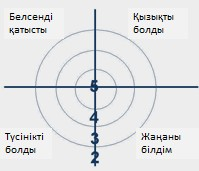 Белсенді
қатысты
Қызықты
болды
5
4
3
2
Түсінікті
болды
Жаңаны
білдім